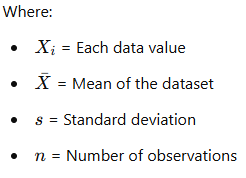 Where:
• Xᵢ = Each data value
• X̄ = Mean of the dataset
• s = Standard deviation
• n = Number of observations